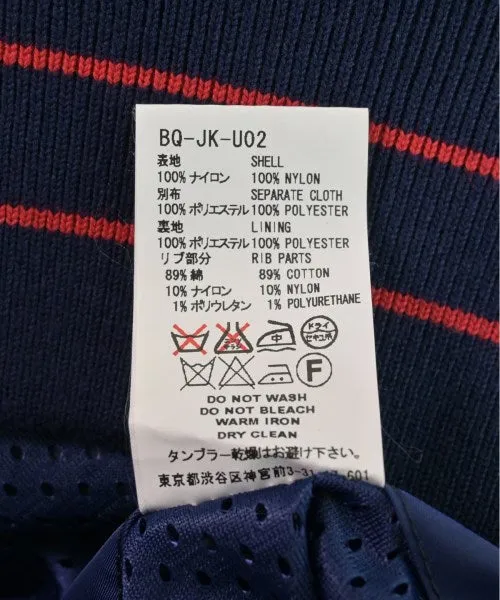 BQ-JK-U02
表地 SHELL
100% ナイロン 100% NYLON
別布 SEPARATE CLOTH
100% ポリエステル 100% POLYESTER
裏地 LINING
100% ポリエステル 100% POLYESTER
リブ部分 RIB PARTS
89% 綿 89% COTTON
10% ナイロン 10% NYLON
1% ポリウレタン 1% POLYURETHANE
中 ドライ セキユ系
F
DO NOT WASH
DO NOT BLEACH
WARM IRON
DRY CLEAN
タンブラー乾燥はお避け下さい。
東京都渋谷区神宮前3-31- 601